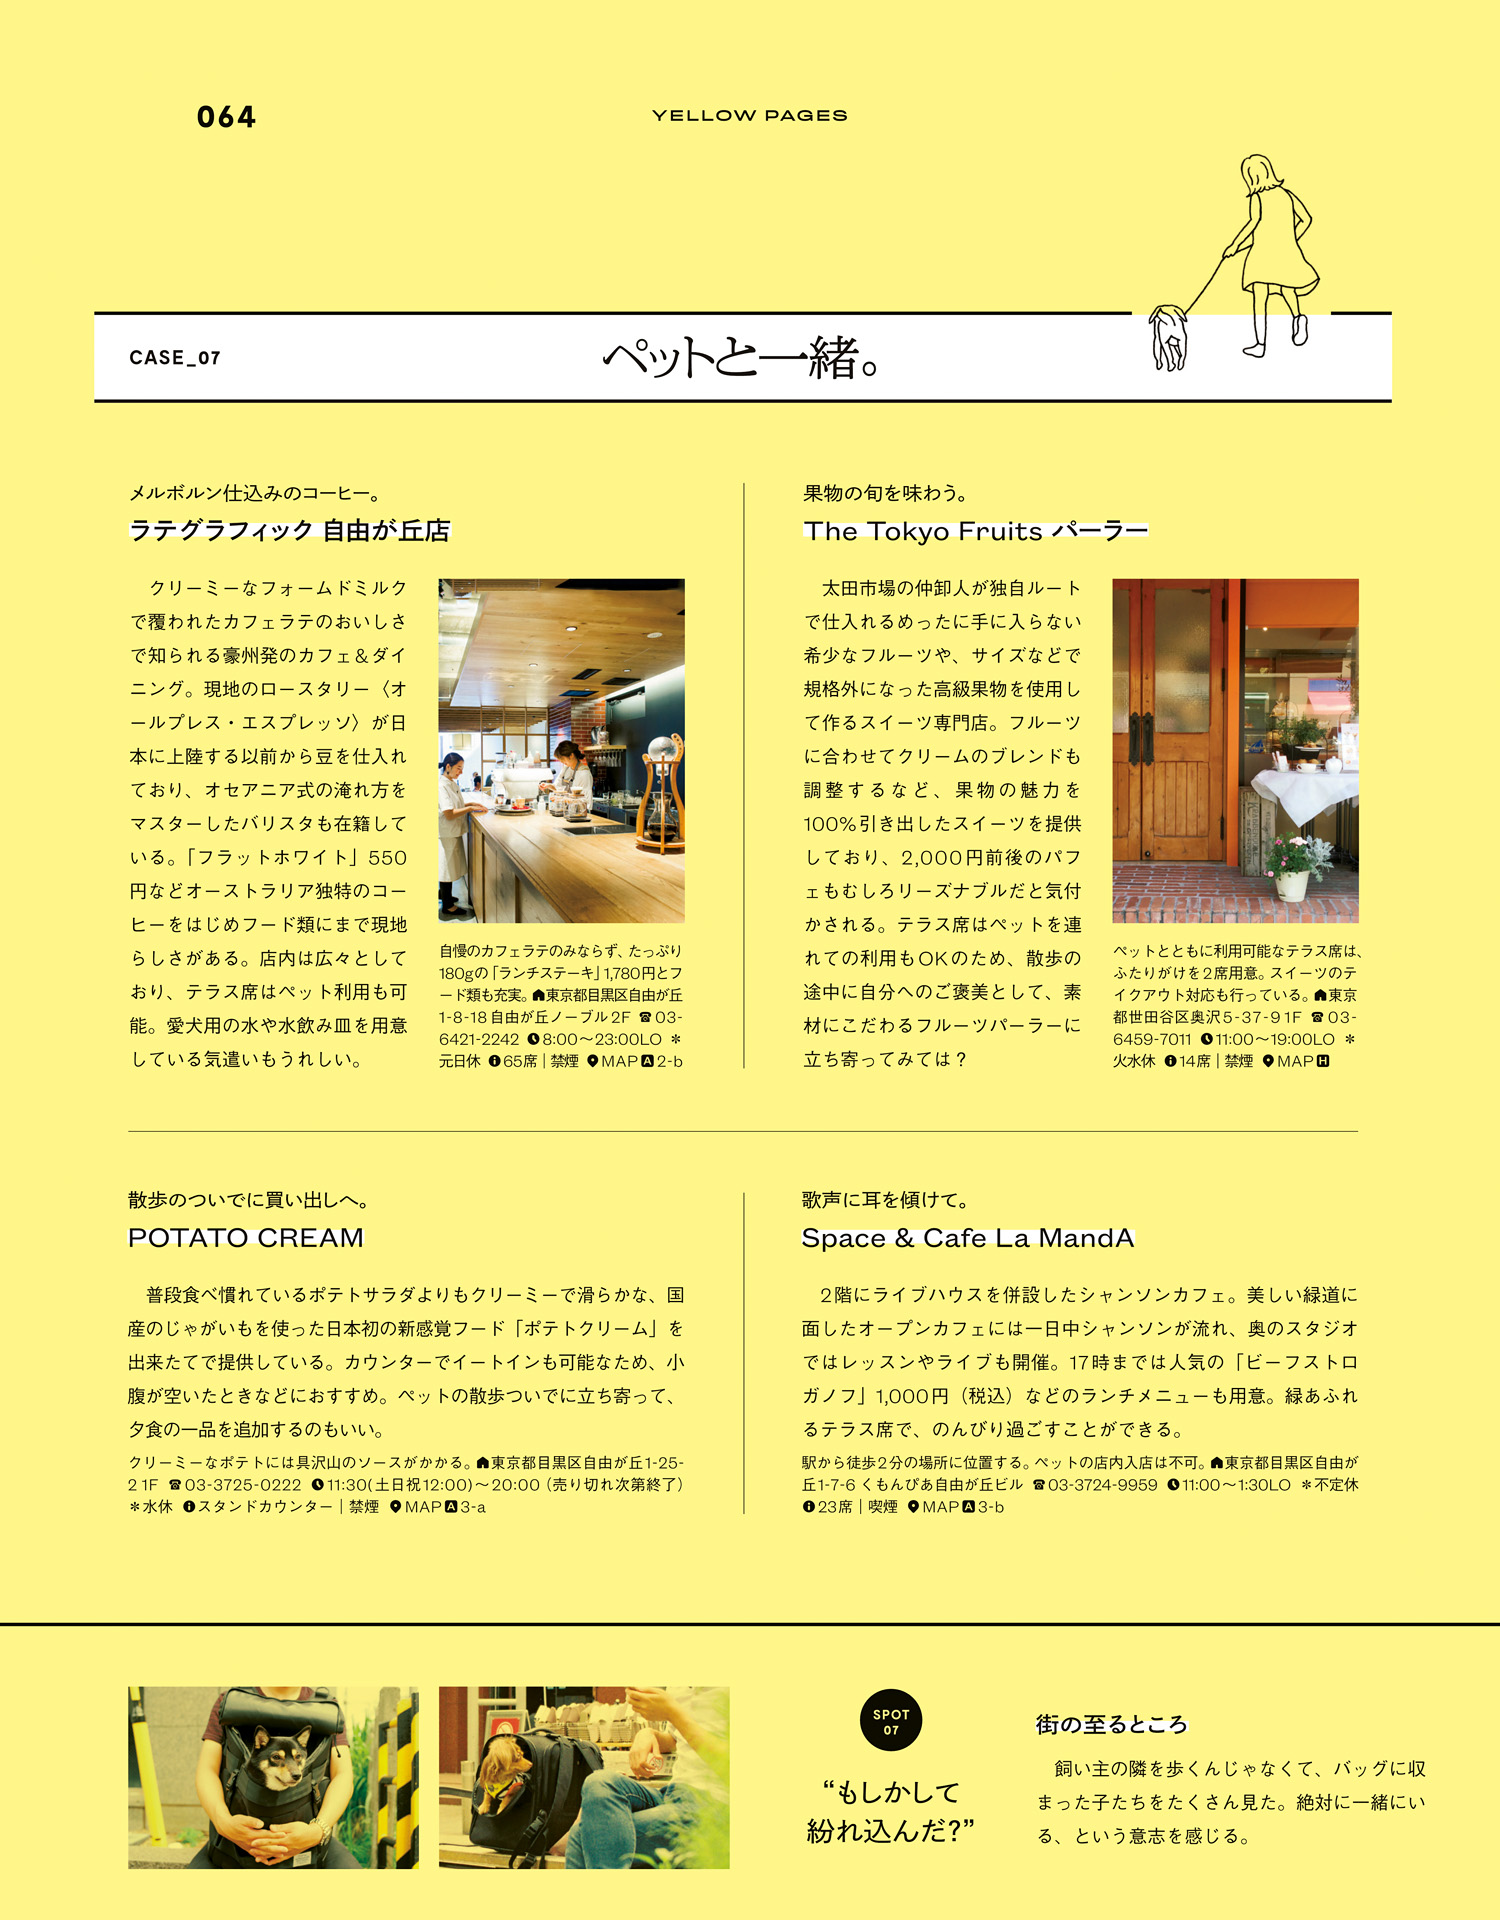 064
YELLOW PAGES
CASE_07
ペットと一緒。
メルボルン仕込みのコーヒー。
ラテグラフィック 自由が丘店
クリーミーなフォームドミルク
で覆われたカフェラテのおいしさ
で知られる豪州発のカフェ＆ダイ
ニング。現地のロースタリー〈オ
ールプレス・エスプレッソ〉が日
本に上陸する以前から豆を仕入れ
ており、オセアニア式の淹れ方を
マスターしたバリスタも在籍して
いる。「フラットホワイト」550
円などオーストラリア独特のコー
ヒーをはじめフード類にまで現地
らしさがある。店内は広々として
おり、テラス席はペット利用も可
能。愛犬用の水や水飲み皿を用意
している気遣いもうれしい。
自慢のカフェラテのみならず、たっぷり
180gの「ランチステーキ」1,780円とフ
ード類も充実。東京都目黒区自由が丘
1-8-18 自由が丘ノーブル2F ☎03-
6421-2242 8:00〜23:00LO ＊
元日休 65席｜禁煙 MAP A 2-b
果物の旬を味わう。
The Tokyo Fruits パーラー
太田市場の仲卸人が独自ルート
で仕入れるめったに手に入らない
希少なフルーツや、サイズなどで
規格外になった高級果物を使用し
て作るスイーツ専門店。フルーツ
に合わせてクリームのブレンドも
調整するなど、果物の魅力を
100%引き出したスイーツを提供
しており、2,000円前後のパフ
ェもむしろリーズナブルだと気付
かされる。テラス席はペットを連
れての利用もOKのため、散歩の
途中に自分へのご褒美として、素
材にこだわるフルーツパーラーに
立ち寄ってみては？
ペットとともに利用可能なテラス席は、
ふたりがけを2席用意。スイーツのテ
イクアウト対応も行っている。東京
都世田谷区奥沢5-37-9 1F ☎03-
6459-7011 11:00〜19:00LO ＊
火水休 14席｜禁煙 MAP H
散歩のついでに買い出しへ。
POTATO CREAM
普段食べ慣れているポテトサラダよりもクリーミーで滑らかな、国
産のじゃがいもを使った日本初の新感覚フード「ポテトクリーム」を
出来たてで提供している。カウンターでイートインも可能なため、小
腹が空いたときなどにおすすめ。ペットの散歩ついでに立ち寄って、
夕食の一品を追加するのもいい。
クリーミーなポテトには具沢山のソースがかかる。東京都目黒区自由が丘1-25-
2 1F ☎03-3725-0222 11:30(土日祝12:00)〜20:00（売り切れ次第終了）
＊水休 スタンドカウンター｜禁煙 MAP A 3-a
歌声に耳を傾けて。
Space & Cafe La MandA
2階にライブハウスを併設したシャンソンカフェ。美しい緑道に
面したオープンカフェには一日中シャンソンが流れ、奥のスタジオ
ではレッスンやライブも開催。17時までは人気の「ビーフストロ
ガノフ」1,000円（税込）などのランチメニューも用意。緑あふれ
るテラス席で、のんびり過ごすことができる。
駅から徒歩2分の場所に位置する。ペットの店内入店は不可。東京都目黒区自由が
丘1-7-6 くもんぴあ自由が丘ビル ☎03-3724-9959 11:00〜1:30LO ＊不定休
23席｜喫煙 MAP A 3-b
SPOT
07
“もしかして
紛れ込んだ?”
街の至るところ
飼い主の隣を歩くんじゃなくて、バッグに収
まった子たちをたくさん見た。絶対に一緒にい
る、という意志を感じる。